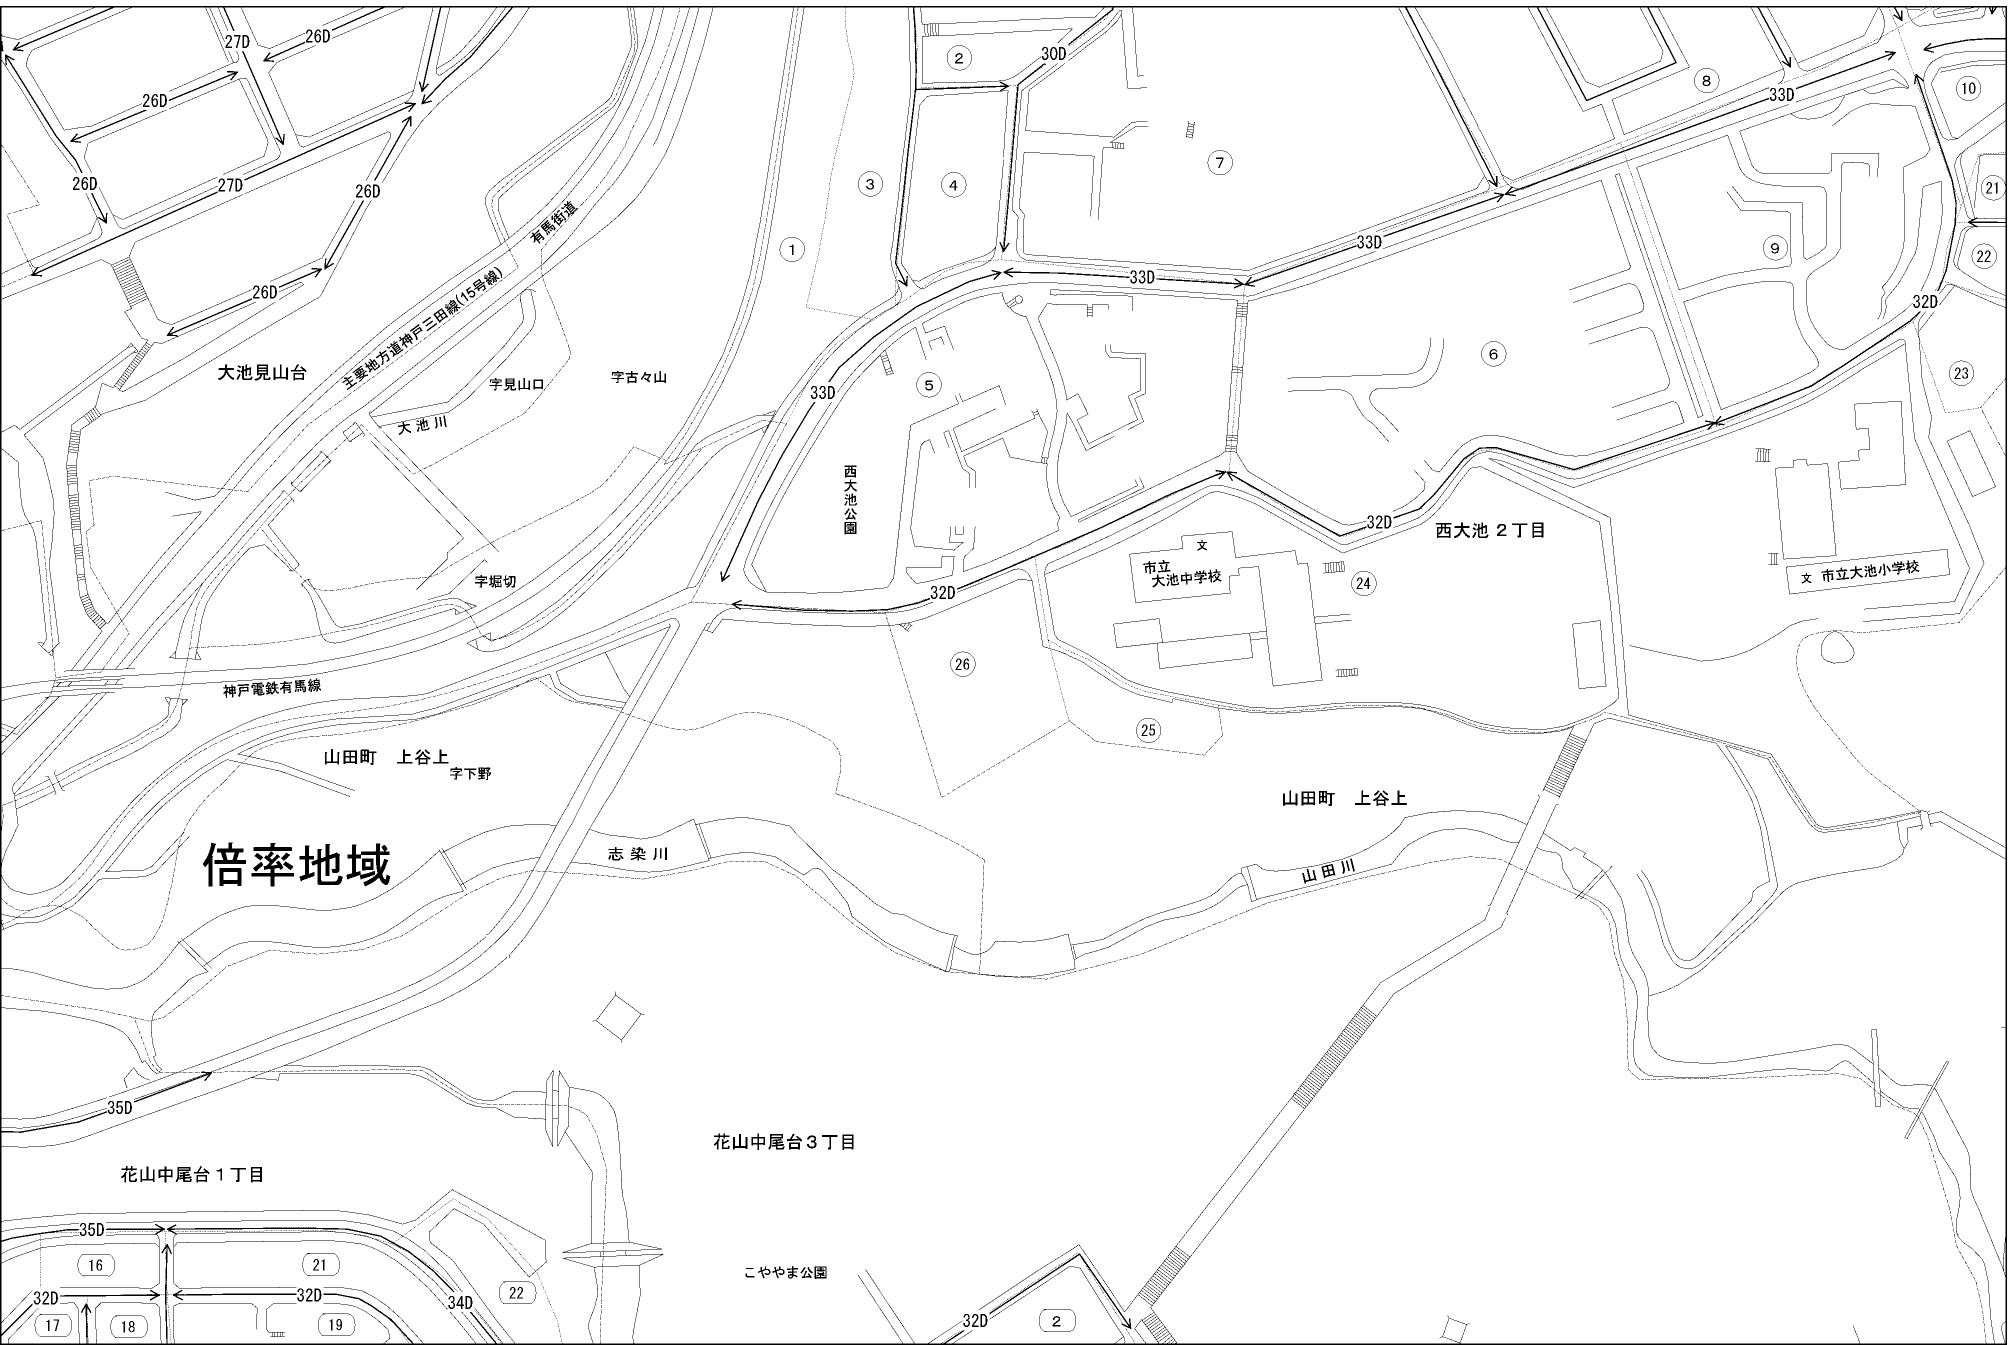 27D
26D
②
30D
⑧
33D
⑩
26D
③
④
⑦
26D
27D
26D
21
有馬街道
①
33D
33D
⑨
22
26D
32D
主要地方道神戸三田線(15号線)
大池見山台
字見山口
字古々山
33D
⑤
⑥
23
大池川
西大池公園
32D
西大池２丁目
文
市立
大池中学校
24
文 市立大池小学校
字堀切
32D
26
神戸電鉄有馬線
25
山田町 上谷上
字下野
山田町 上谷上
倍率地域
志染川
山田川
35D
花山中尾台３丁目
花山中尾台１丁目
35D
16
21
こややま公園
22
32D
32D
34D
17
18
19
32D
2